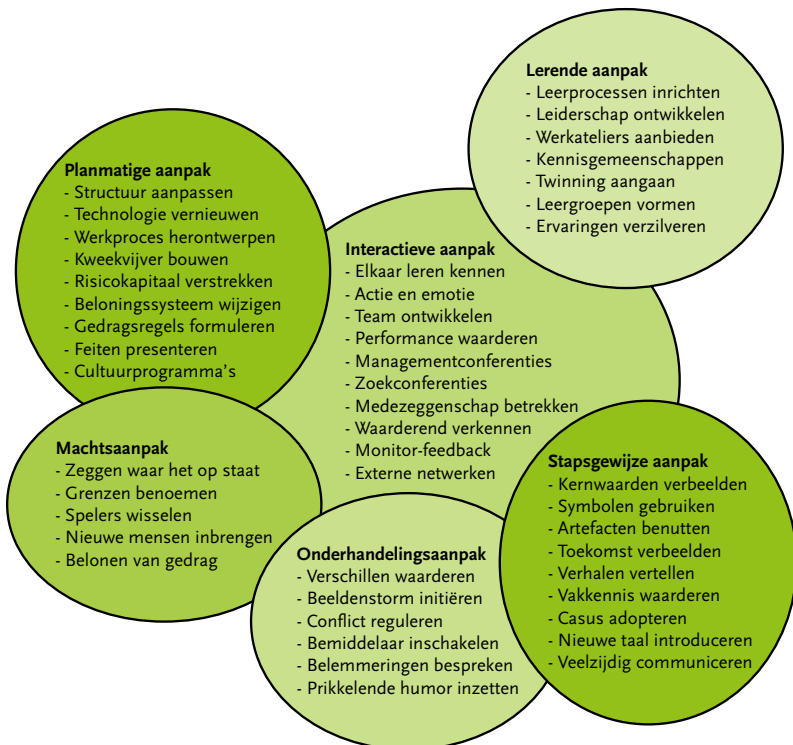 Lerende aanpak
- Leerprocessen inrichten
- Leiderschap ontwikkelen
- Werkateliers aanbieden
- Kennisgemeenschappen
- Twinning aangaan
- Leergroepen vormen
- Ervaringen verzilveren
Planmatige aanpak
- Structuur aanpassen
- Technologie vernieuwen
- Werkproces herontwerpen
- Kweekvijver bouwen
- Risicokapitaal verstrekken
- Beloningssysteem wijzigen
- Gedragsregels formuleren
- Feiten presenteren
- Cultuurprogramma’s
Interactieve aanpak
- Elkaar leren kennen
- Actie en emotie
- Team ontwikkelen
- Performance waarderen
- Managementconferenties
- Zoekconferenties
- Medezeggenschap betrekken
- Waarderend verkennen
- Monitor-feedback
- Externe netwerken
Machtsaanpak
- Zeggen waar het op staat
- Grenzen benoemen
- Spelers wisselen
- Nieuwe mensen inbrengen
- Belonen van gedrag
Stapsgewijze aanpak
- Kernwaarden verbeelden
- Symbolen gebruiken
- Artefacten benutten
- Toekomst verbeelden
- Verhalen vertellen
- Vakkennis waarderen
- Casus adopteren
- Nieuwe taal introduceren
- Veelzijdig communiceren
Onderhandelingsaanpak
- Verschillen waarderen
- Beeldenstorm initiëren
- Conflict reguleren
- Bemiddelaar inschakelen
- Belemmeringen bespreken
- Prikkelende humor inzetten